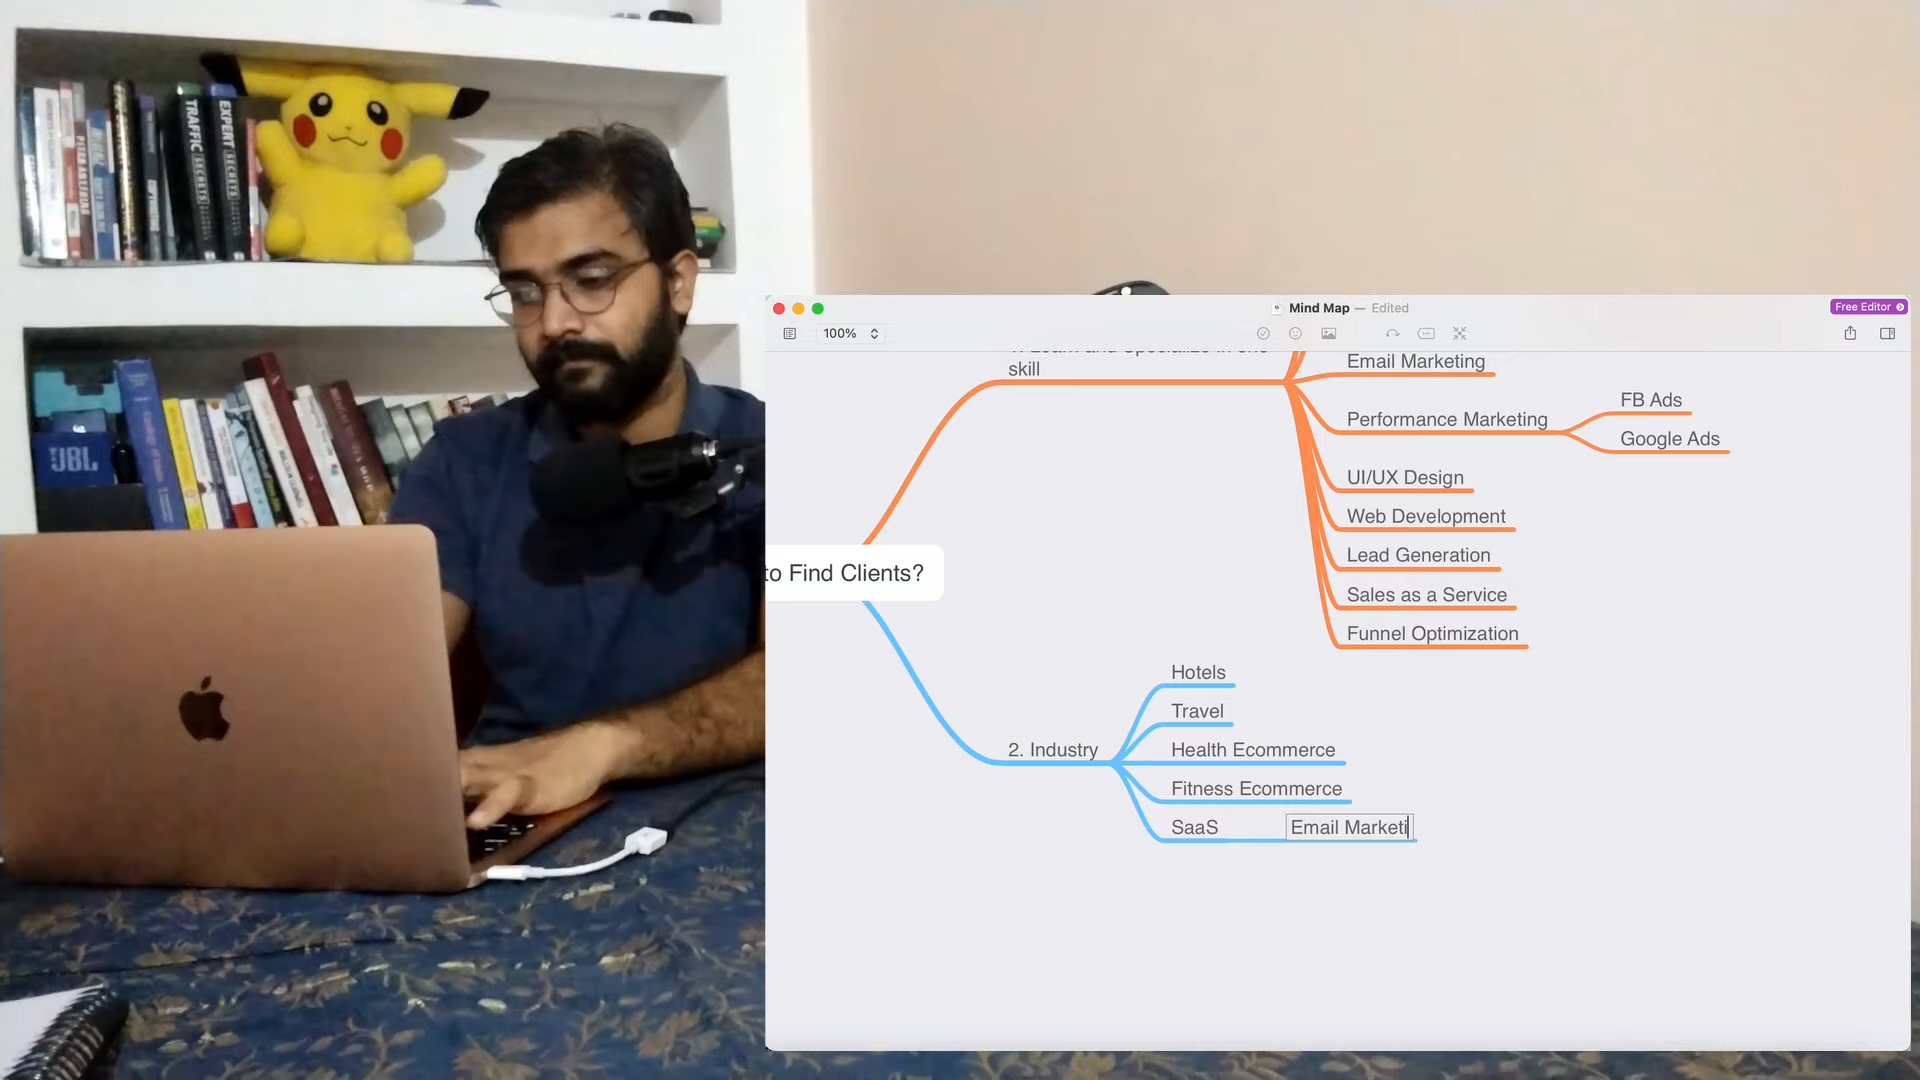 TRAFFIC
SECRETS
EXPERT
SECRETS
JBL
Mind Map — Edited
Free Editor
100%
skill
Email Marketing
FB Ads
Performance Marketing
Google Ads
UI/UX Design
Web Development
Lead Generation
to Find Clients?
Sales as a Service
Funnel Optimization
Hotels
Travel
2. Industry
Health Ecommerce
Fitness Ecommerce
SaaS
Email Marketi